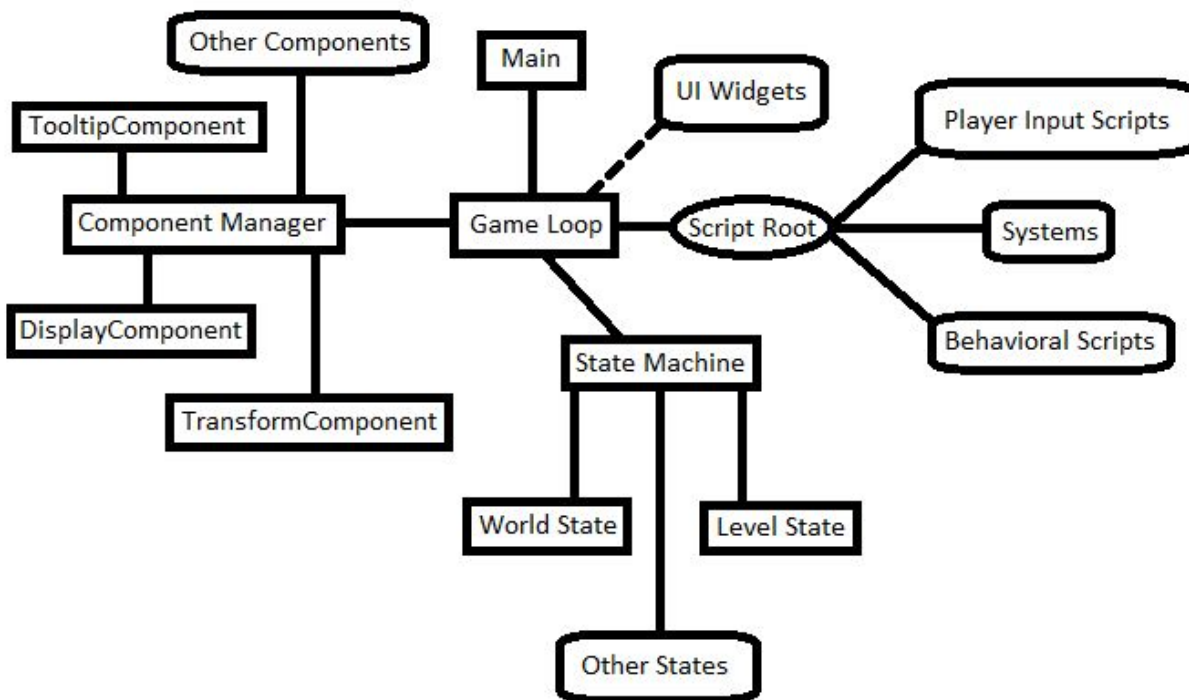 Other Components
Main
UI Widgets
TooltipComponent
Player Input Scripts
Component Manager
Game Loop
Script Root
Systems
DisplayComponent
Behavioral Scripts
State Machine
TransformComponent
World State
Level State
Other States